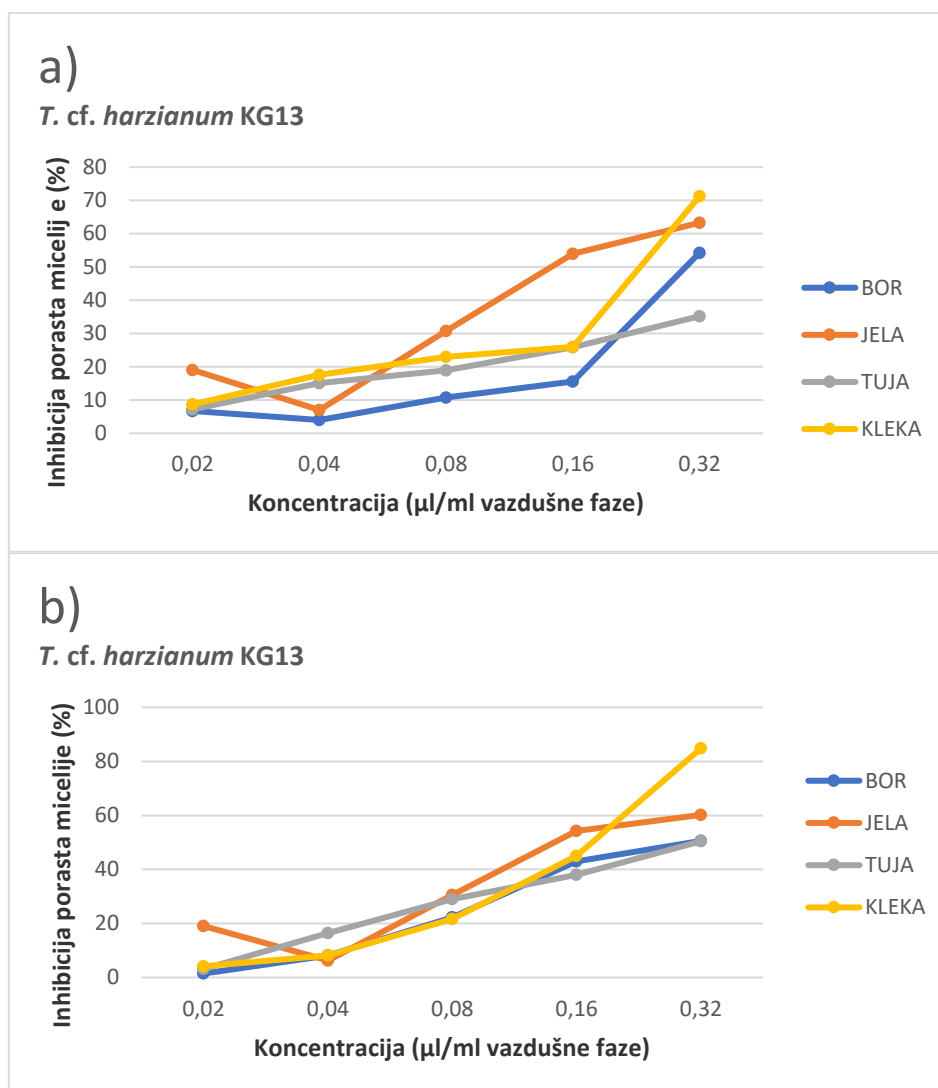 a)
T. cf. harzianum KG13
Inhibicija porasta micelij e (%)
80
70
60
50
40
30
20
10
0
0,02 0,04 0,08 0,16 0,32
Koncentracija (µl/ml vazdušne faze)
BOR
JELA
TUJA
KLEKA
b)
T. cf. harzianum KG13
Inhibicija porasta micelije (%)
100
80
60
40
20
0
0,02 0,04 0,08 0,16 0,32
Koncentracija (µl/ml vazdušne faze)
BOR
JELA
TUJA
KLEKA